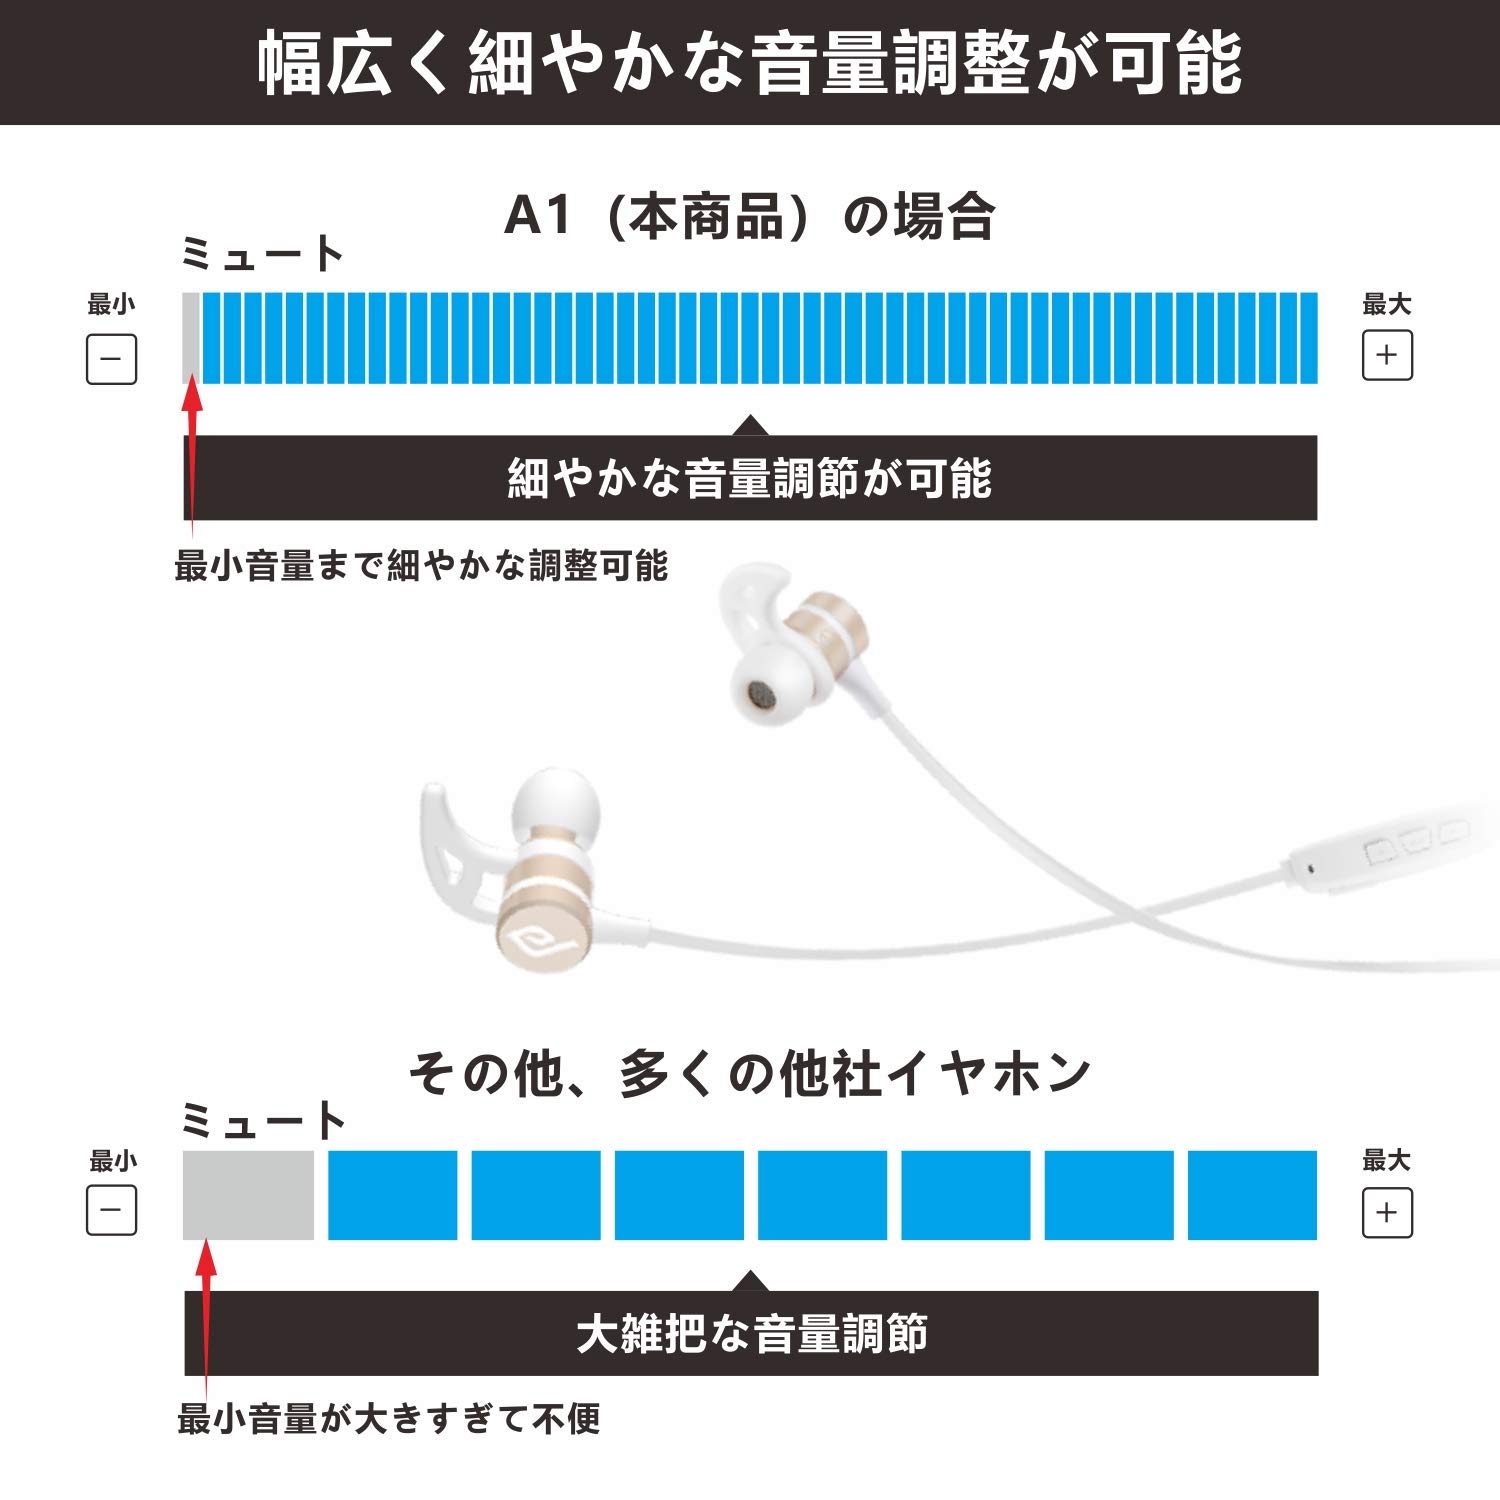 幅広く細やかな音量調整が可能
A1（本商品）の場合
ミュート
最小
最大
−
+
細やかな音量調節が可能
最小音量まで細やかな調整可能
その他、多くの他社イヤホン
ミュート
最小
最大
−
+
大雑把な音量調節
最小音量が大きすぎて不便